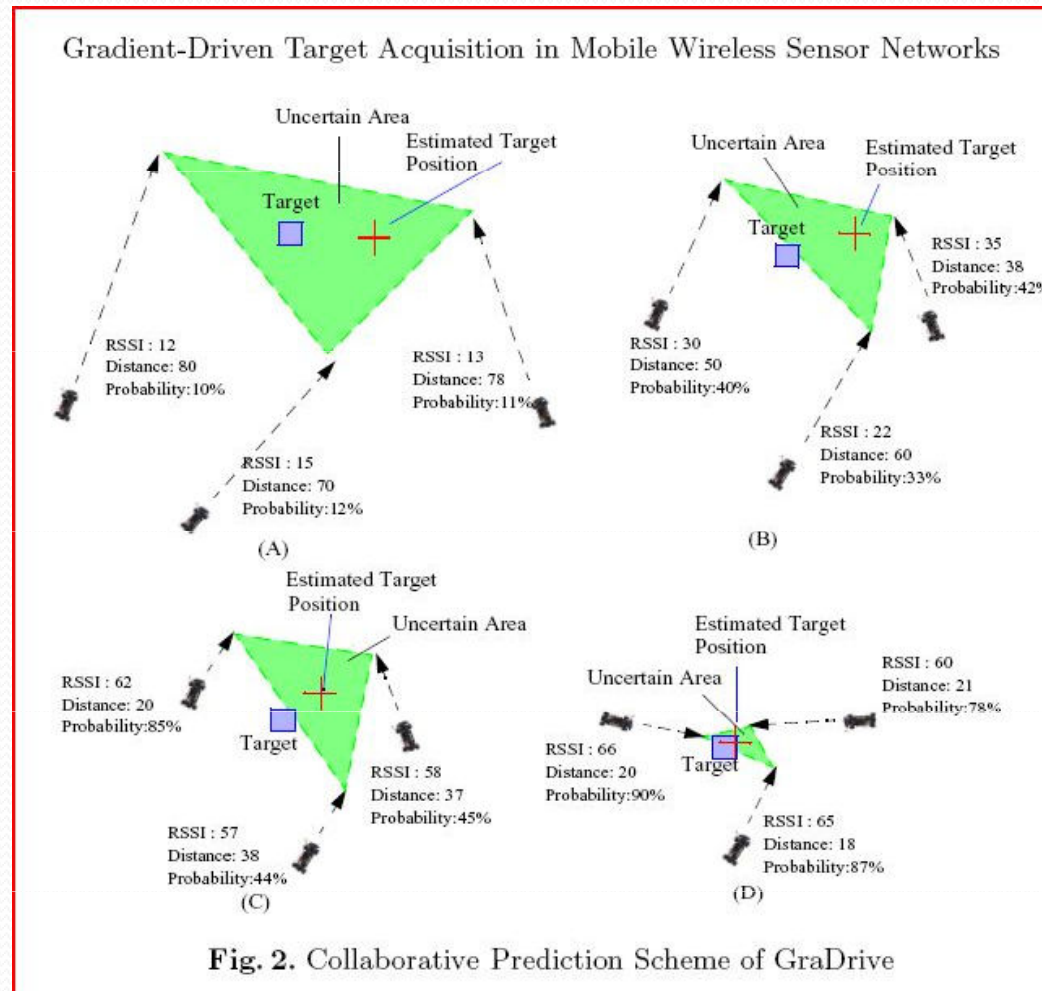 Gradient-Driven Target Acquisition in Mobile Wireless Sensor Networks
Uncertain Area
Estimated Target
Position
Target
RSSI : 12
Distance: 80
Probability:10%
RSSI : 13
Distance: 78
Probability:11%
RSSI : 15
Distance: 70
Probability:12%
(A)
Uncertain Area
Estimated Target
Position
Target
RSSI : 35
Distance: 38
Probability:42%
RSSI : 30
Distance: 50
Probability:40%
RSSI : 22
Distance: 60
Probability:33%
(B)
Estimated Target
Position
Uncertain Area
RSSI : 62
Distance: 20
Probability:85%
Target
RSSI : 58
Distance: 37
Probability:45%
RSSI : 57
Distance: 38
Probability:44%
(C)
Estimated Target
Position
Uncertain Area
RSSI : 60
Distance: 21
Probability:78%
Target
RSSI : 66
Distance: 20
Probability:90%
RSSI : 65
Distance: 18
Probability:87%
(D)
Fig. 2. Collaborative Prediction Scheme of GraDrive